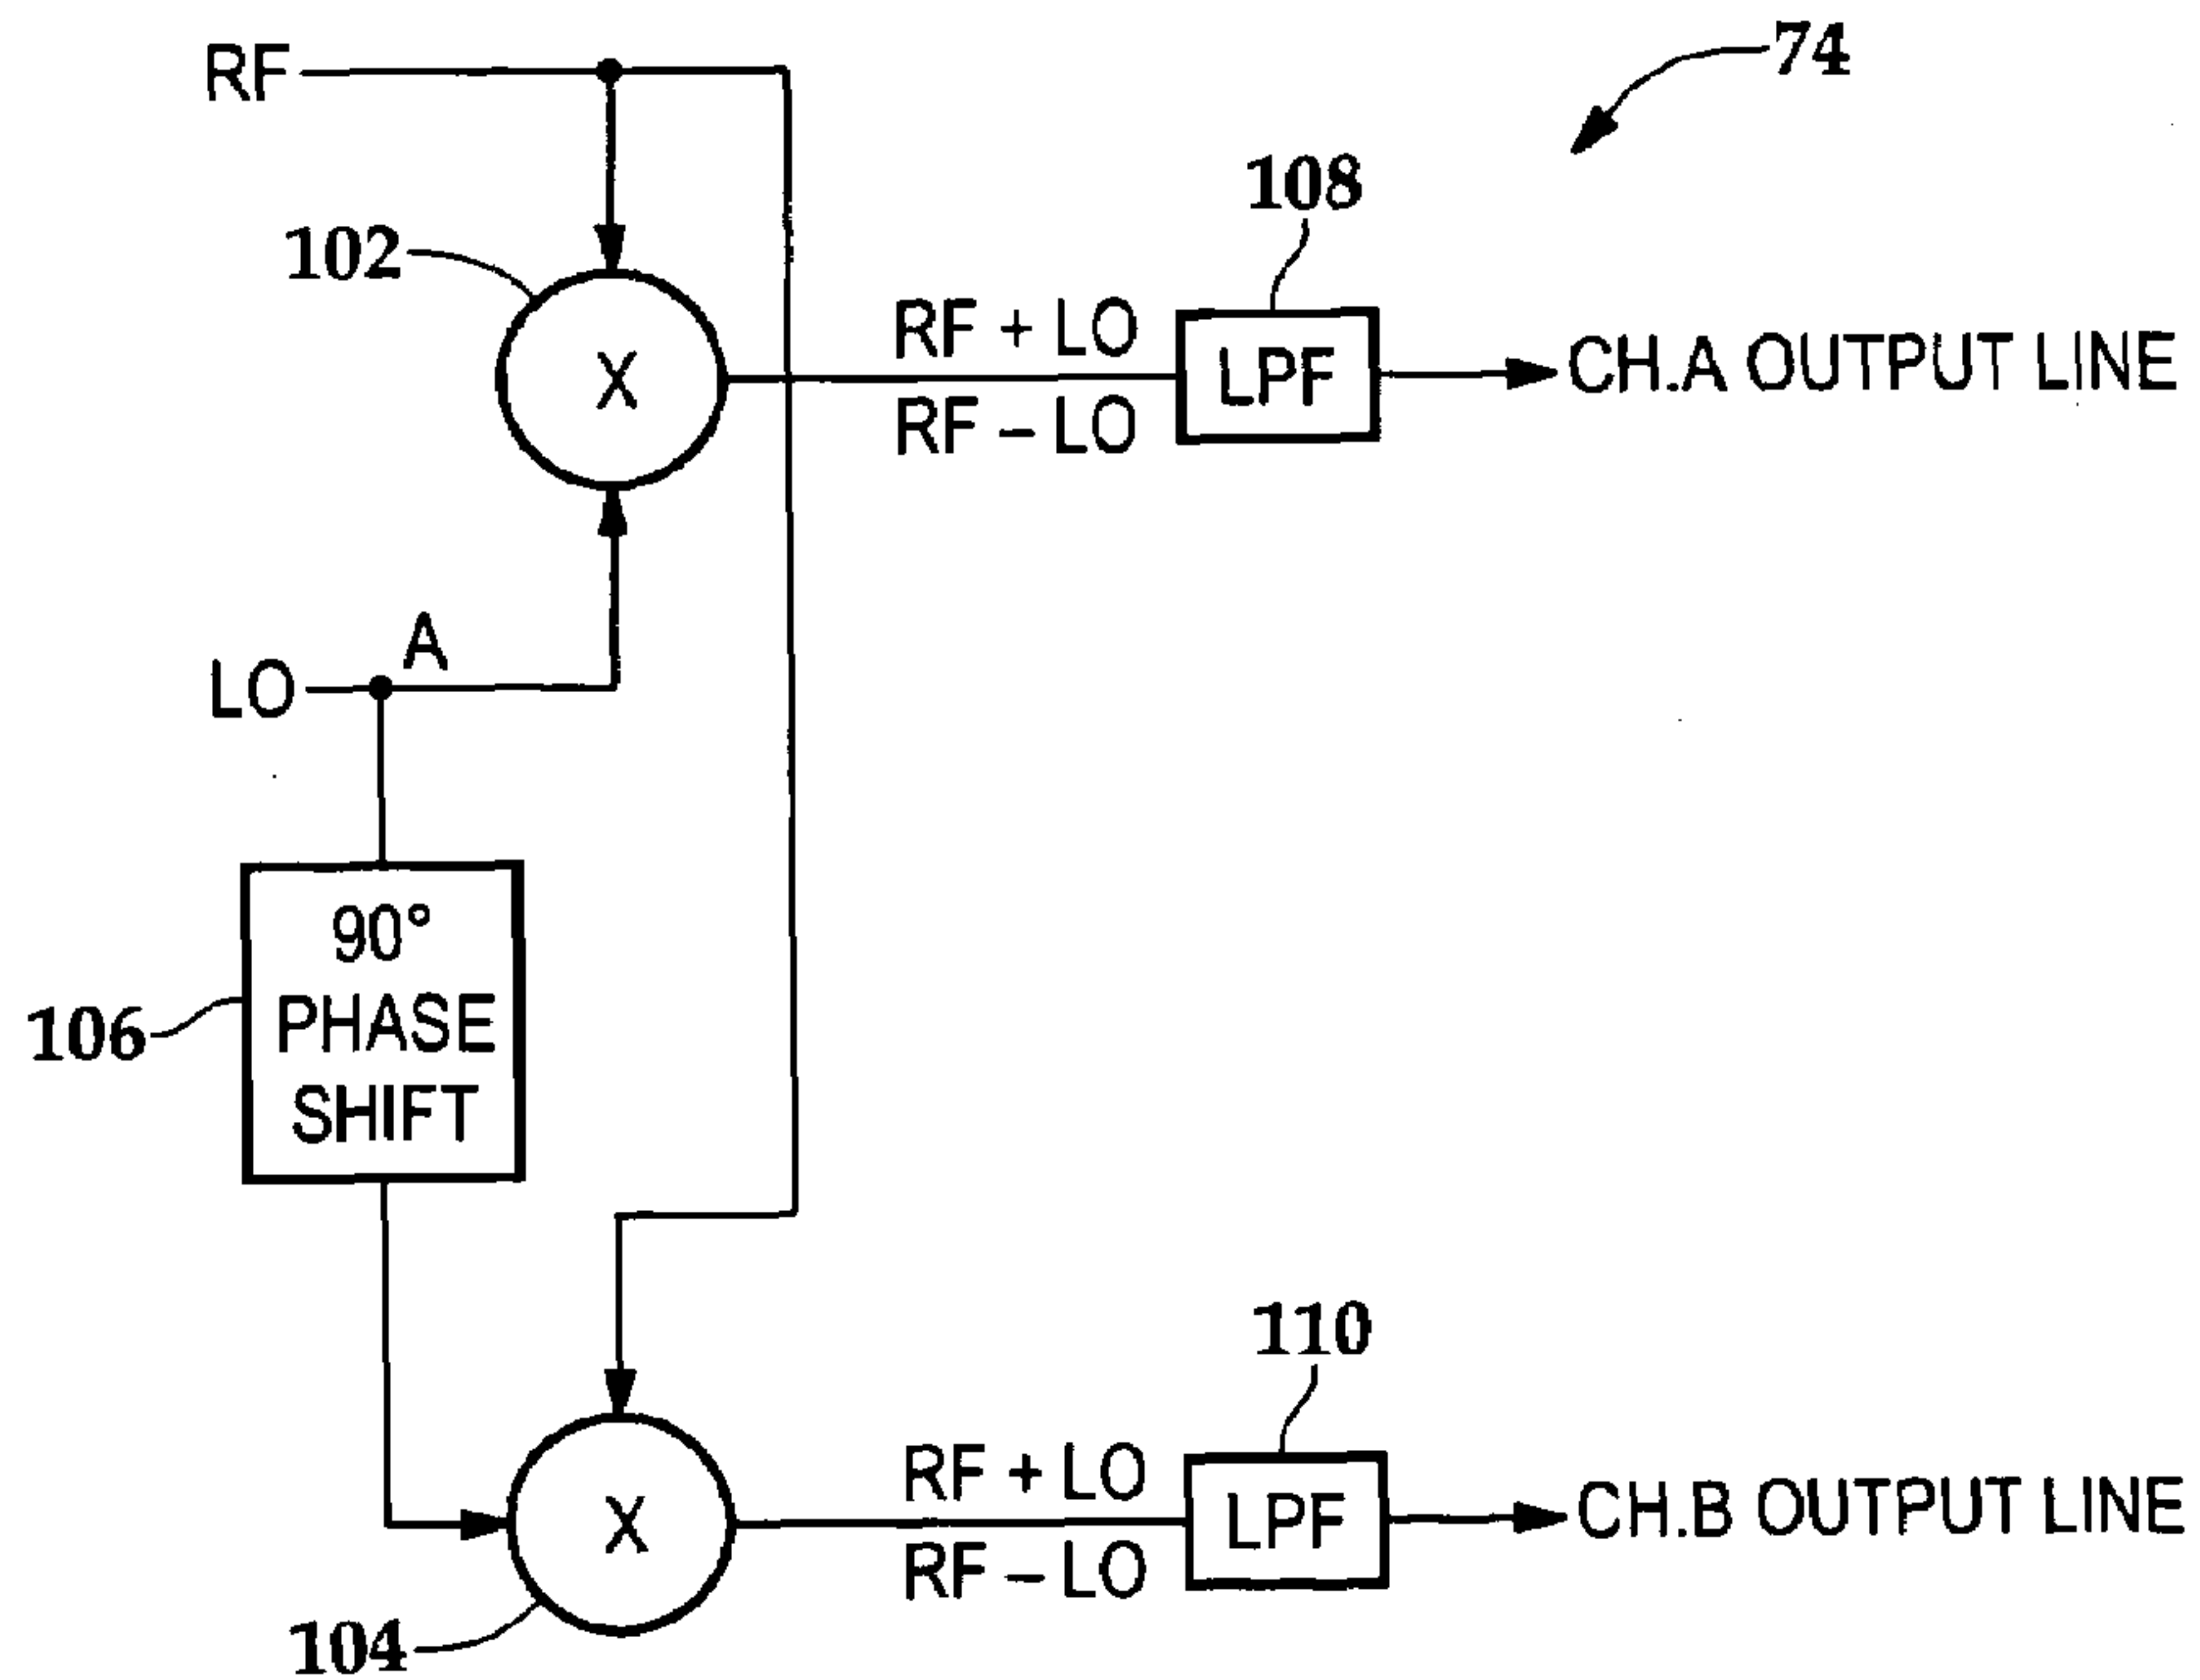 RF
74
108
102
RF + LO
X
LPF
CH.A OUTPUT LINE
RF – LO
A
LO
90°
PHASE
SHIFT
106
110
RF + LO
X
LPF
CH.B OUTPUT LINE
RF – LO
104